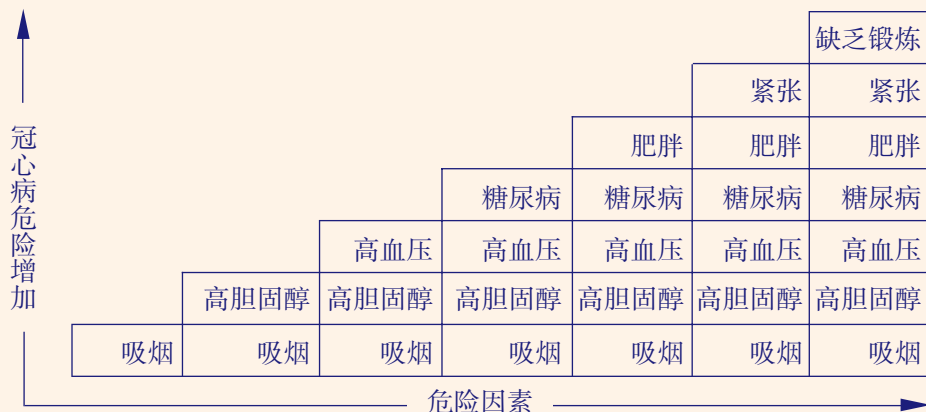 缺乏锻炼
紧张 紧张
肥胖 肥胖 肥胖
糖尿病 糖尿病 糖尿病 糖尿病
高血压 高血压 高血压 高血压 高血压
高胆固醇 高胆固醇 高胆固醇 高胆固醇 高胆固醇 高胆固醇
吸烟 吸烟 吸烟 吸烟 吸烟 吸烟 吸烟
冠心病危险增加
危险因素